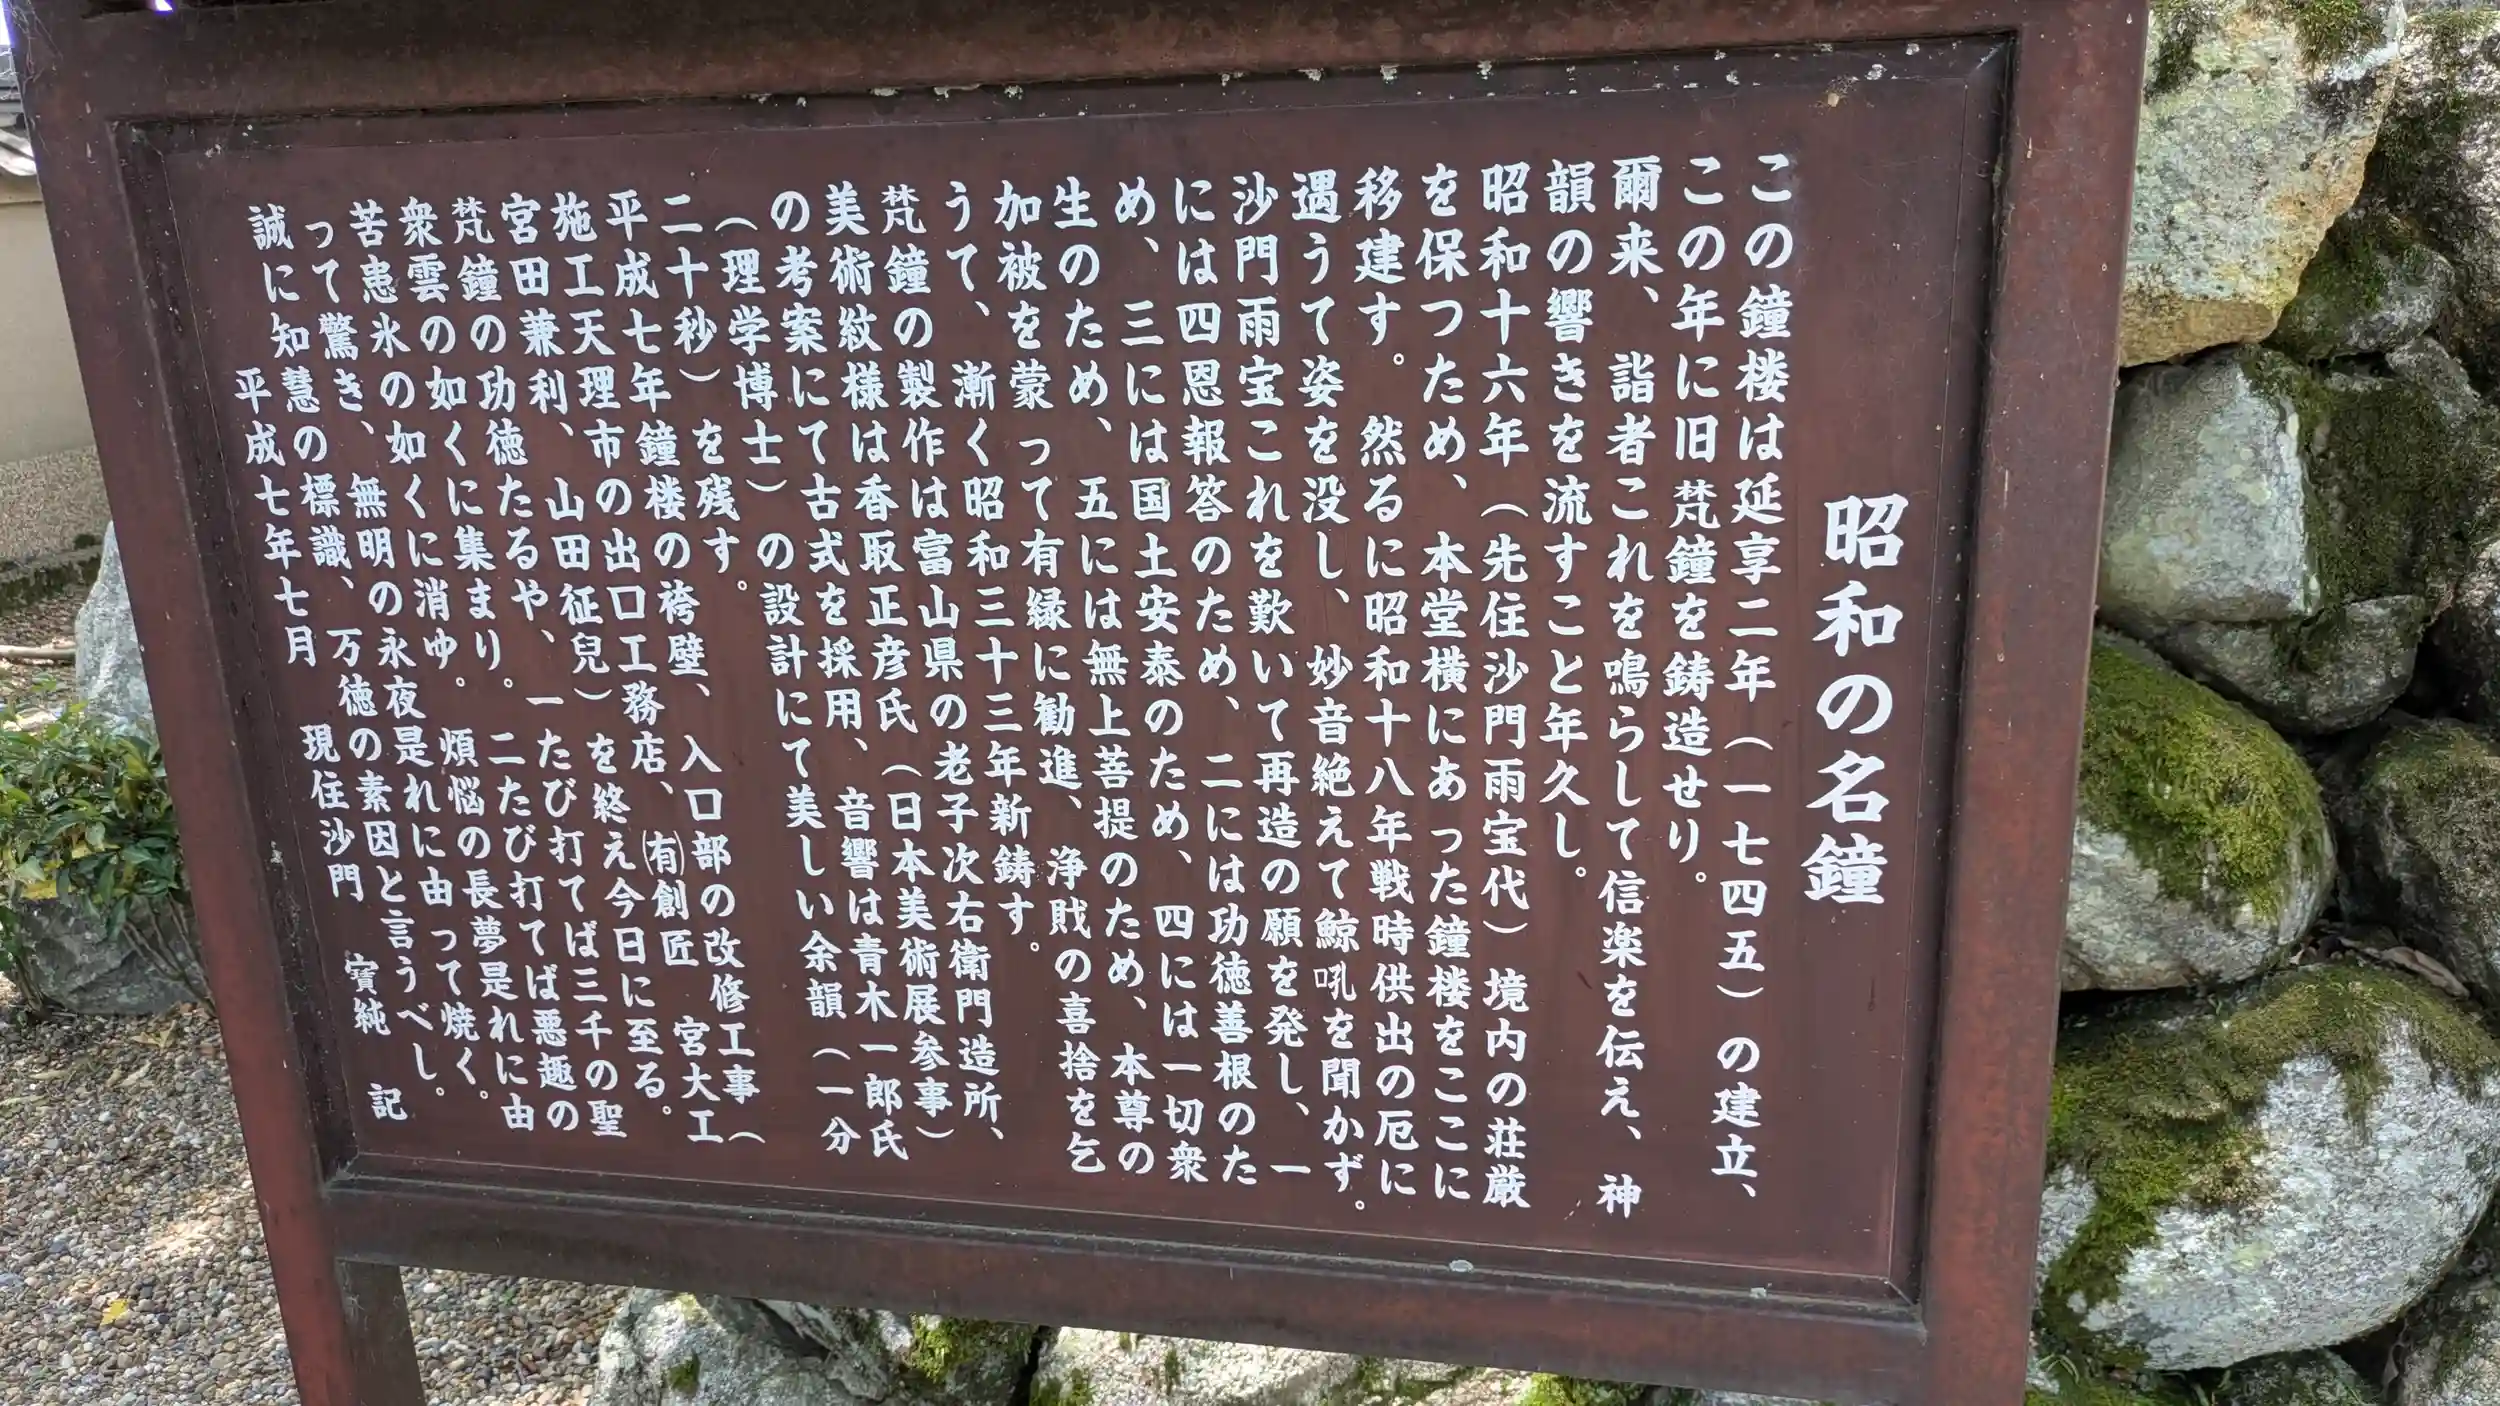 昭和の名鐘
この鐘楼は延享二年（一七四五）の建立、
この年に旧梵鐘を鋳造せり。
爾来、詣者これを鳴らして信楽を伝え、神
韻の響きを流すこと年久し。
昭和十六年（先住沙門雨宝代）境内の荘厳
を保つため、本堂横にあった鐘楼をここに
移建す。然るに昭和十八年戦時供出の厄に
遇うて姿を没し、妙音絶えて鯨吼を聞かず。
沙門雨宝これを歎いて再造の願を発し、一
には四恩報答のため、二には功徳善根のた
め、三には国土安泰のため、四には一切衆
生のため、五には無上菩提のため、本尊の
加被を蒙って有縁に勧進、浄財の喜捨を乞
うて、漸く昭和三十三年新鋳す。
梵鐘の製作は富山県の老子次右衛門造所、
美術紋様は香取正彦氏（日本美術展参事）
の考案にて古式を採用、音響は青木一郎氏
（理学博士）の設計にて美しい余韻（一分
二十秒）を残す。
平成七年鐘楼の袴壁、入口部の改修工事（
施工天理市の出口工務店、㈲創匠 宮大工
宮田兼利、山田征兒）を終え今日に至る。
梵鐘の功徳たるや、一たび打てば三千の聖
衆雲の如くに集まり。二たび打てば悪趣の
苦患氷の如くに消ゆ。煩悩の長夢是れに由
って驚き、無明の永夜是れに由って焼く。
誠に知慧の標識、万徳の素因と言うべし。
平成七年七月 現住沙門 寶純 記